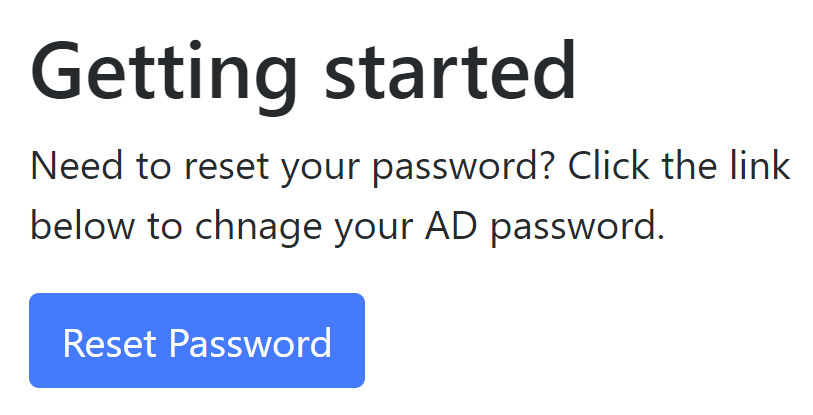 Getting started
Need to reset your password? Click the link
below to chnage your AD password.
Reset Password